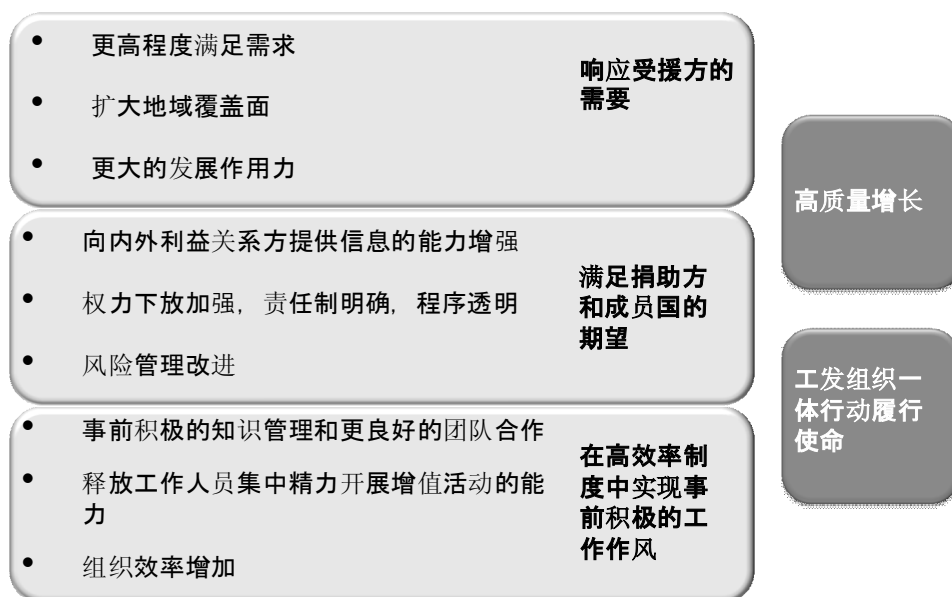 • 更高程度满足需求
• 扩大地域覆盖面
• 更大的发展作用力
响应受援方的
需要
• 向内外利益关系方提供信息的能力增强
• 权力下放加强，责任制明确，程序透明
• 风险管理改进
满足捐助方
和成员国的
期望
• 事前积极的知识管理和更良好的团队合作
• 释放工作人员集中精力开展增值活动的能
力
• 组织效率增加
在高效率制
度中实现事
前积极的工
作作风
高质量增长
工发组织一
体行动履行
使命